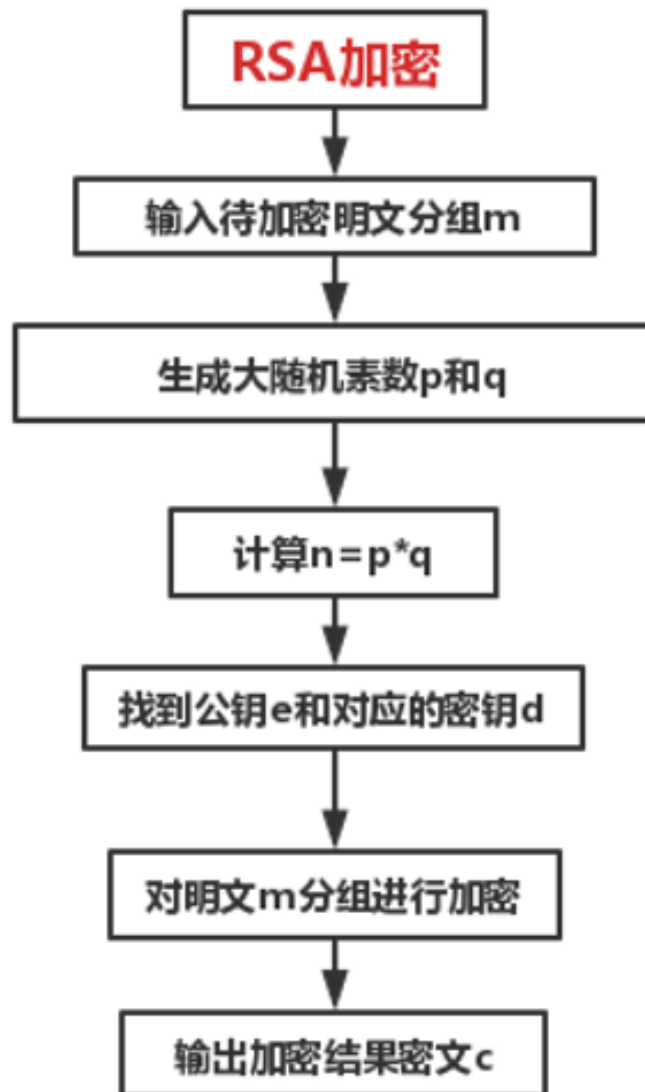 RSA加密
输入待加密明文分组m
生成大随机素数p和q
计算n=p*q
找到公钥e和对应的密钥d
对明文m分组进行加密
输出加密结果密文c